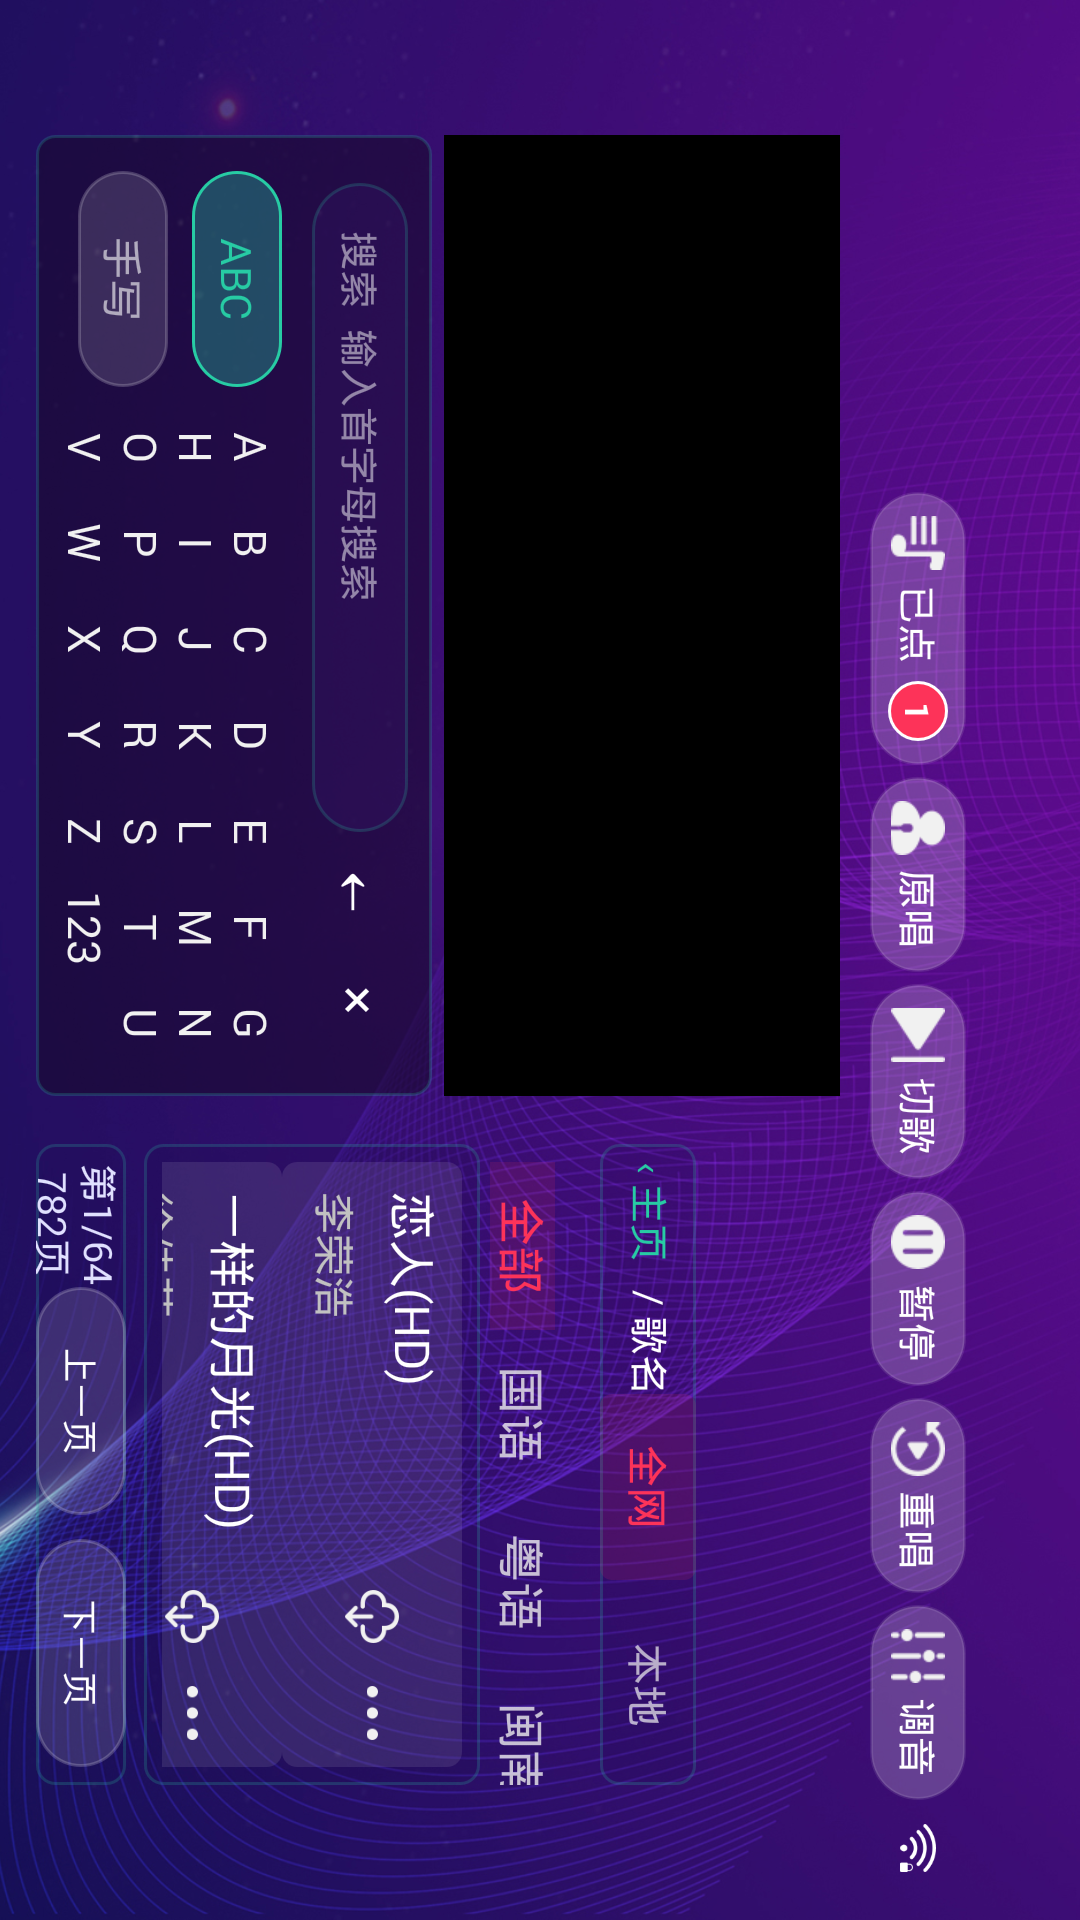 已点 1 原唱 切歌 暂停 重唱 调音
‹ 主页 / 歌名 全网 本地
全部 国语 粤语
恋人(HD)
李荣浩
一样的月光(HD)
第1/64782页
上一页 下一页
搜索 输入首字母搜索 ← ×
ABC
手写
A B C D E F G
H I J K L M N
O P Q R S T U
V W X Y Z 123